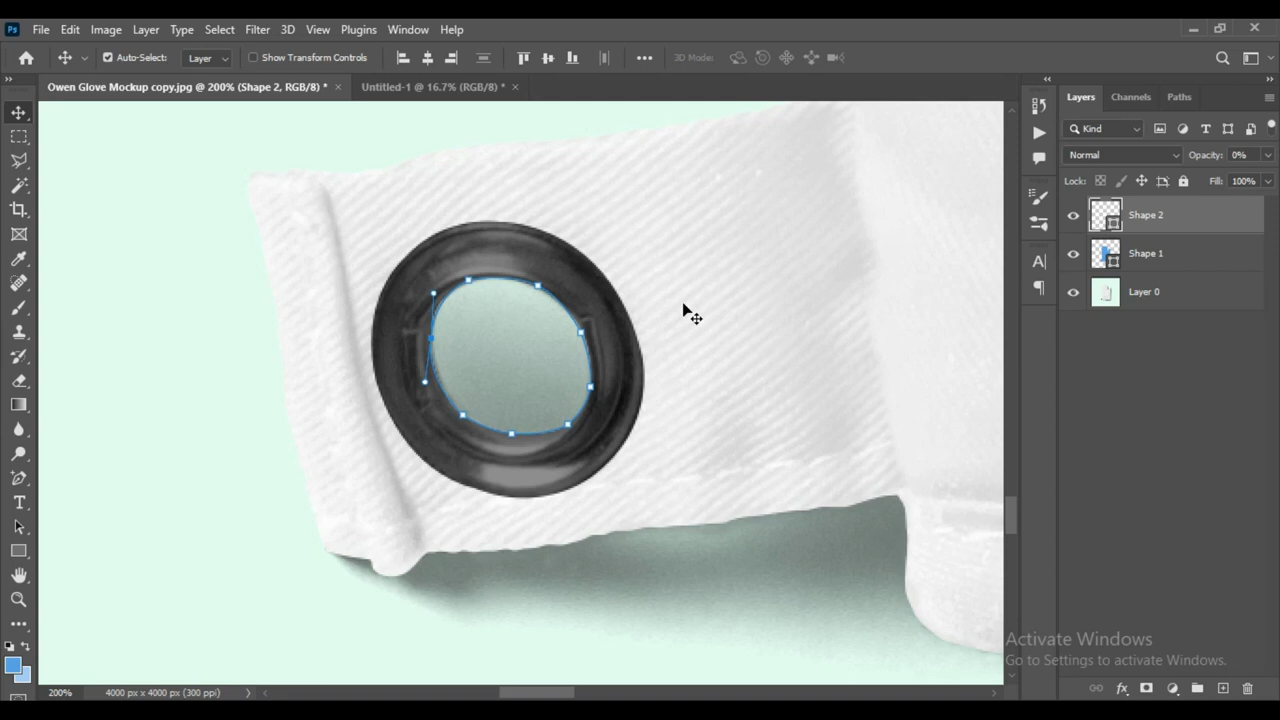 Ps File Edit Image Layer Type Select Filter 3D View Plugins Window Help
Auto-Select: Layer Show Transform Controls 3D Mode:
Owen Glove Mockup copy.jpg @ 200% (Shape 2, RGB/8) * × Untitled-1 @ 16.7% (RGB/8) * ×
Layers Channels Paths
Kind
Normal Opacity: 0%
Lock: Fill: 100%
Shape 2
Shape 1
Layer 0
Activate Windows
Go to Settings to activate Windows.
200% 4000 px x 4000 px (300 ppi)